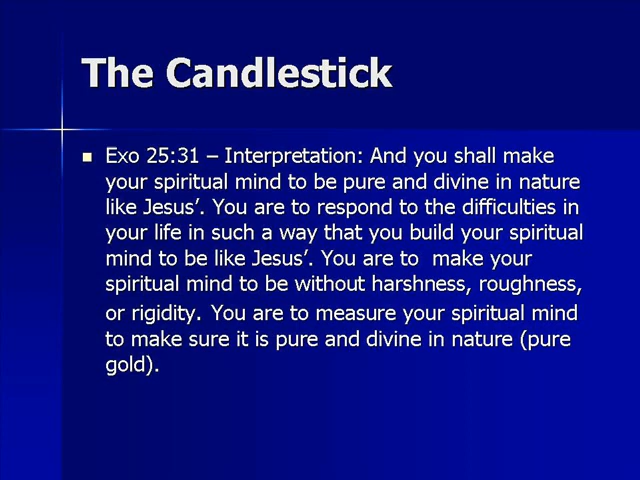 The Candlestick
Exo 25:31 – Interpretation: And you shall make
your spiritual mind to be pure and divine in nature
like Jesus’. You are to respond to the difficulties in
your life in such a way that you build your spiritual
mind to be like Jesus’. You are to  make your
spiritual mind to be without harshness, roughness,
or rigidity. You are to measure your spiritual mind
to make sure it is pure and divine in nature (pure
gold).